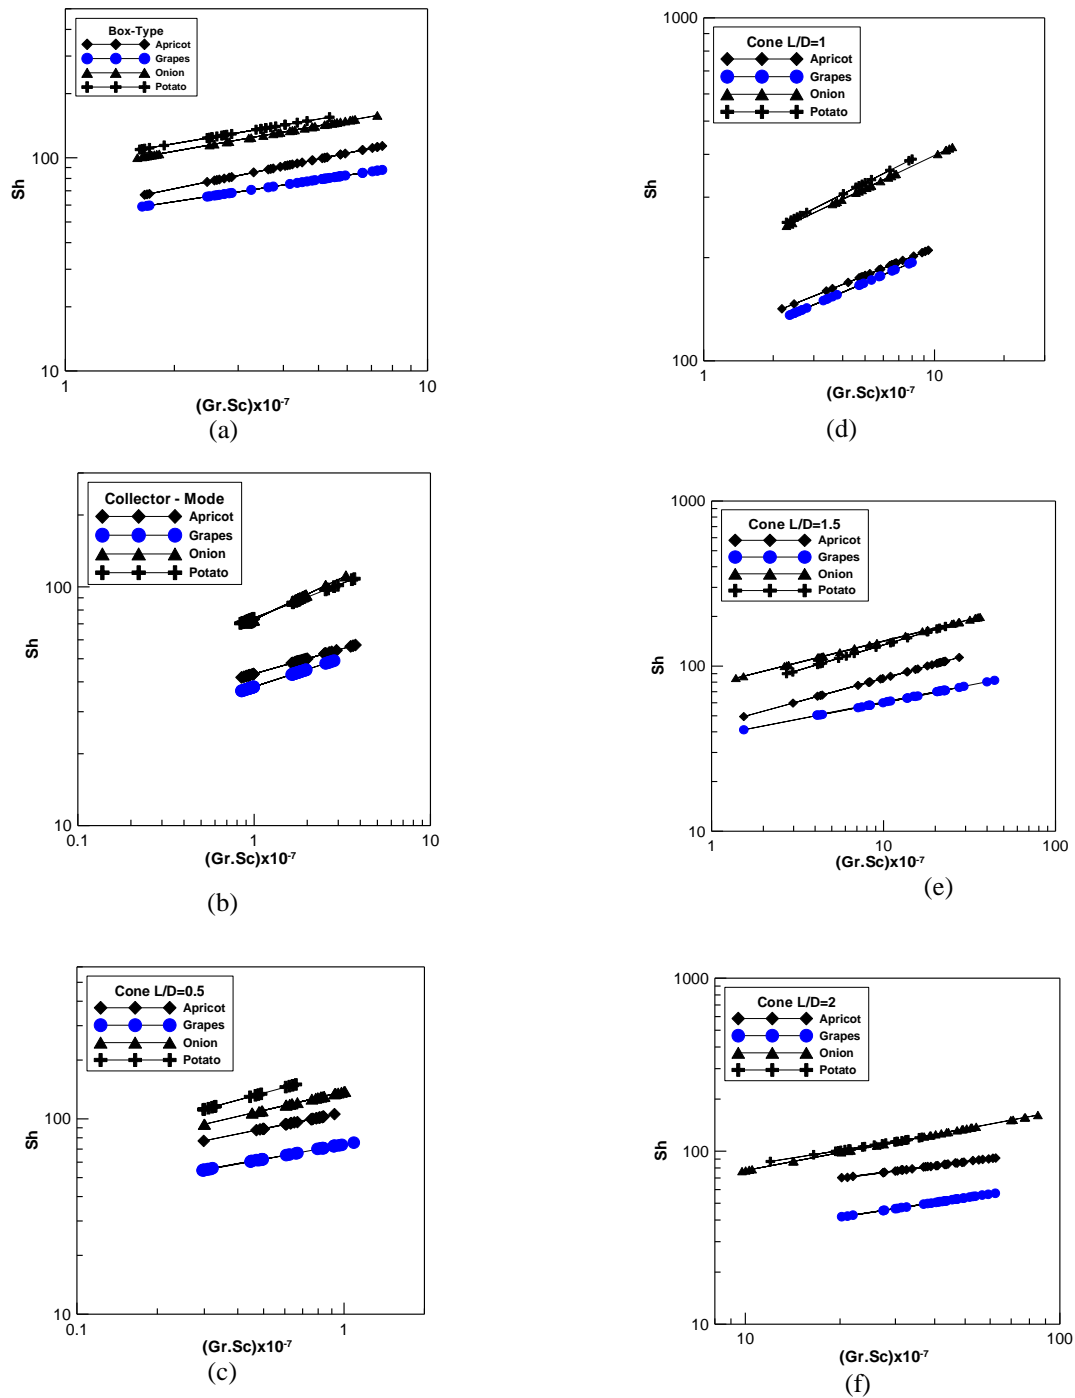 Box-Type
Apricot
Grapes
Onion
Potato
100
10
Sh
1
10
(Gr.Sc)x10-7
(a)
Collector - Mode
Apricot
Grapes
Onion
Potato
100
10
Sh
0.1
1
10
(Gr.Sc)x10-7
(b)
Cone L/D=0.5
Apricot
Grapes
Onion
Potato
100
10
Sh
0.1
1
(Gr.Sc)x10-7
(c)
1000
Cone L/D=1
Apricot
Grapes
Onion
Potato
100
Sh
1
10
(Gr.Sc)x10-7
(d)
1000
Cone L/D=1.5
Apricot
Grapes
Onion
Potato
100
10
Sh
1
10
100
(Gr.Sc)x10-7
(e)
1000
Cone L/D=2
Apricot
Grapes
Onion
Potato
100
10
Sh
10
100
(Gr.Sc)x10-7
(f)